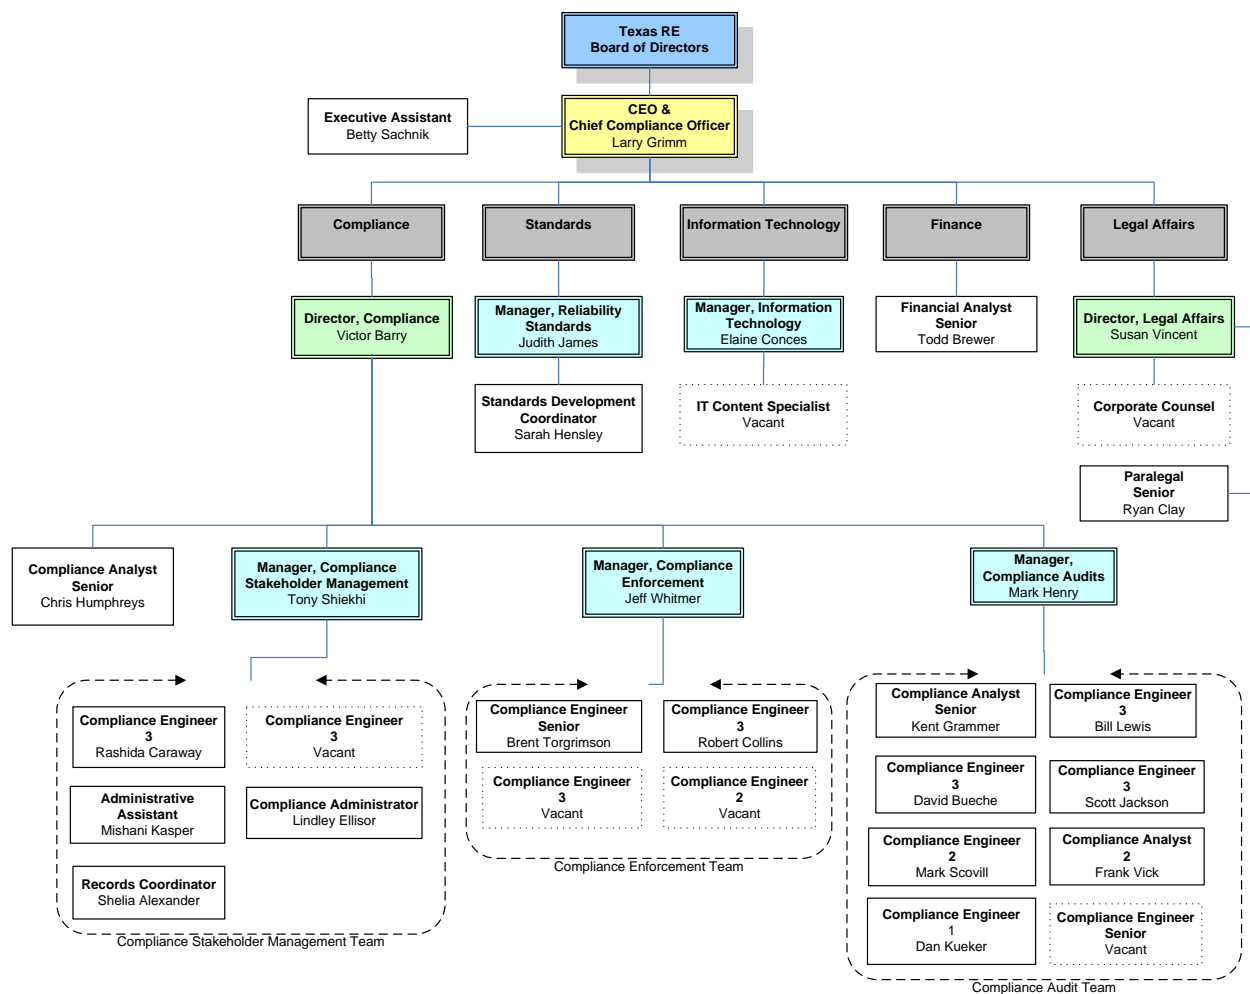 Texas RE
Board of Directors
CEO &
Chief Compliance Officer
Larry Grimm
Executive Assistant
Betty Sachnik
Compliance
Standards
Information Technology
Finance
Legal Affairs
Director, Compliance
Victor Barry
Manager, Reliability
Standards
Judith James
Manager, Information
Technology
Elaine Conces
Financial Analyst
Senior
Todd Brewer
Director, Legal Affairs
Susan Vincent
Standards Development
Coordinator
Sarah Hensley
IT Content Specialist
Vacant
Corporate Counsel
Vacant
Paralegal
Senior
Ryan Clay
Compliance Analyst
Senior
Chris Humphreys
Manager, Compliance
Stakeholder Management
Tony Shiekhi
Manager, Compliance
Enforcement
Jeff Whitmer
Manager,
Compliance Audits
Mark Henry
Compliance Engineer
3
Rashida Caraway
Compliance Engineer
3
Vacant
Administrative
Assistant
Mishani Kasper
Compliance Administrator
Lindley Ellisor
Records Coordinator
Shelia Alexander
Compliance Stakeholder Management Team
Compliance Engineer
Senior
Brent Torgrimson
Compliance Engineer
3
Robert Collins
Compliance Engineer
3
Vacant
Compliance Engineer
2
Vacant
Compliance Enforcement Team
Compliance Analyst
Senior
Kent Grammer
Compliance Engineer
3
Bill Lewis
Compliance Engineer
3
David Bueche
Compliance Engineer
3
Scott Jackson
Compliance Engineer
2
Mark Scovill
Compliance Analyst
2
Frank Vick
Compliance Engineer
1
Dan Kueker
Compliance Engineer
Senior
Vacant
Compliance Audit Team